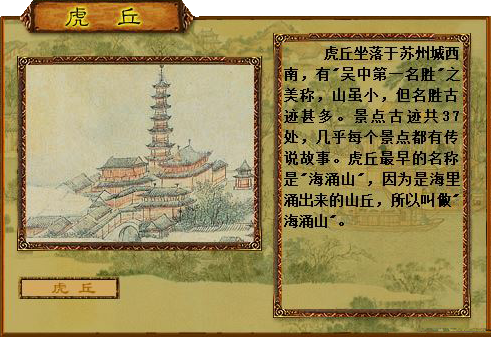 虎丘
虎丘坐落于苏州城西
南，有"吴中第一名胜"之
美称，山虽小，但名胜古
迹甚多。景点古迹共37
处，几乎每个景点都有传
说故事。虎丘最早的名称
是"海涌山"，因为是海里
涌出来的山丘，所以叫做"
海涌山"。
虎丘